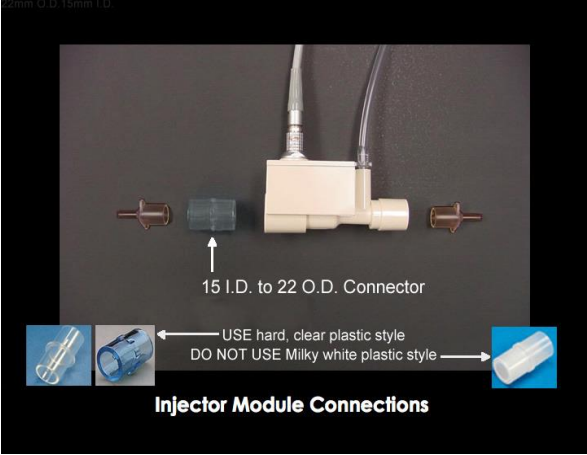 22mm O.D.15mm I.D.
15 I.D. to 22 O.D. Connector
USE hard, clear plastic style
DO NOT USE Milky white plastic style
Injector Module Connections